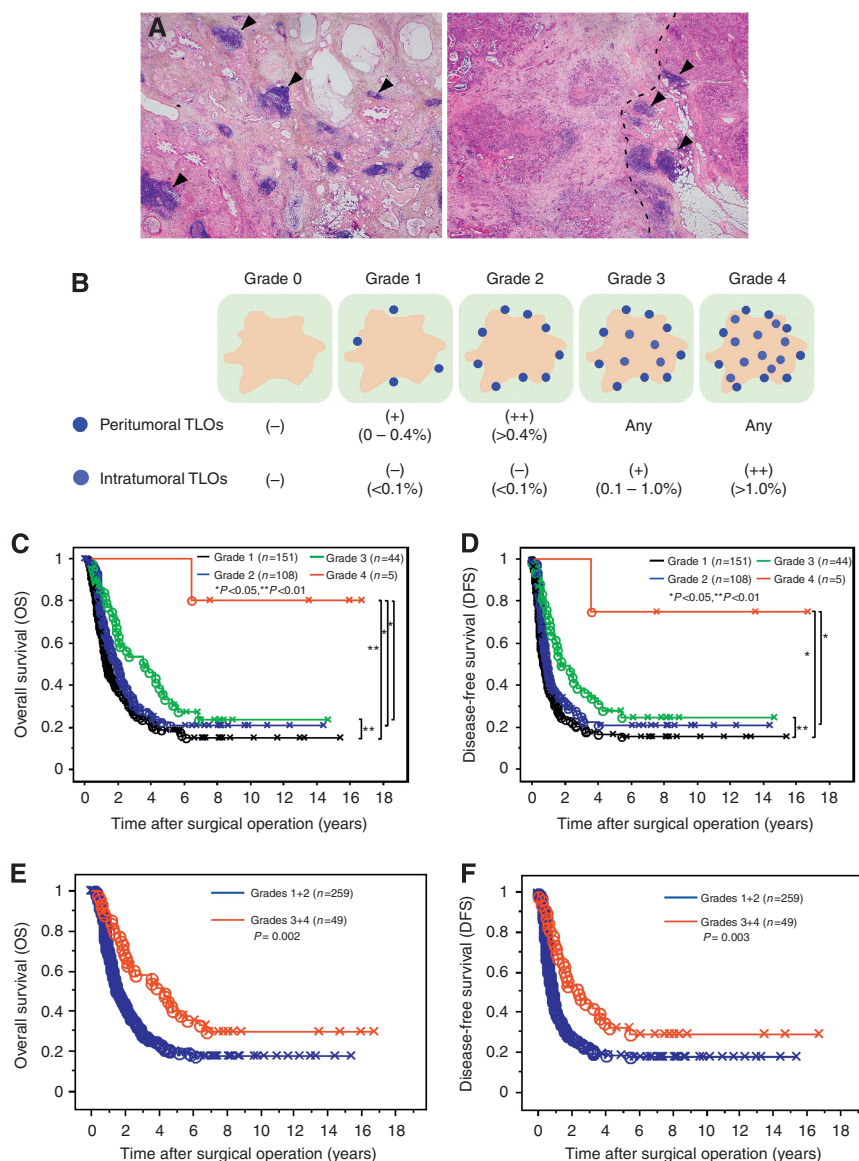 A
B
Grade 0 Grade 1 Grade 2 Grade 3 Grade 4
Peritumoral TLOs (–) (+) (++) Any Any
(0 – 0.4%) (>0.4%)
Intratumoral TLOs (–) (–) (–) (+) (++)
(<0.1%) (<0.1%) (0.1 – 1.0%) (>1.0%)
C
Overall survival (OS)
1
0.8
0.6
0.4
0.2
0
Grade 1 (n=151) Grade 3 (n=44)
Grade 2 (n=108) Grade 4 (n=5)
*P<0.05,**P<0.01
**
*
*
**
0 2 4 6 8 10 12 14 16 18
Time after surgical operation (years)
D
Disease-free survival (DFS)
1
0.8
0.6
0.4
0.2
0
Grade 1 (n=151) Grade 3 (n=44)
Grade 2 (n=108) Grade 4 (n=5)
*P<0.05,**P<0.01
*
*
**
0 2 4 6 8 10 12 14 16 18
Time after surgical operation (years)
E
Overall survival (OS)
1
0.8
0.6
0.4
0.2
0
Grades 1+2 (n=259)
Grades 3+4 (n=49)
P= 0.002
0 2 4 6 8 10 12 14 16 18
Time after surgical operation (years)
F
Disease-free survival (DFS)
1
0.8
0.6
0.4
0.2
0
Grades 1+2 (n=259)
Grades 3+4 (n=49)
P= 0.003
0 2 4 6 8 10 12 14 16 18
Time after surgical operation (years)